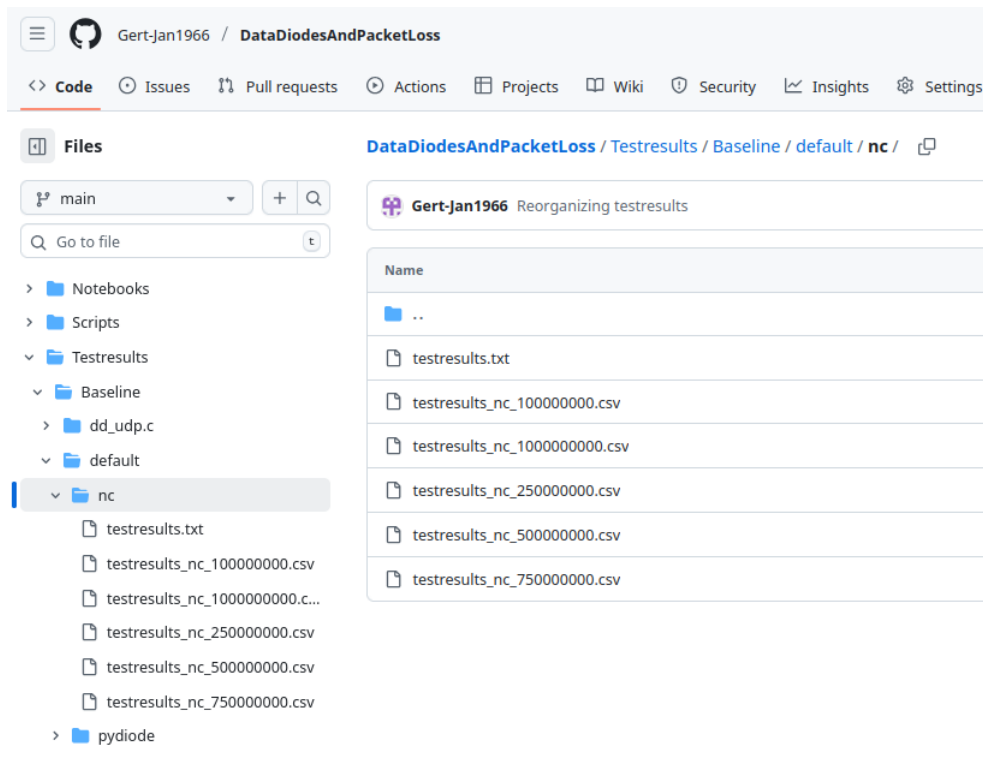 Gert-Jan1966 / DataDiodesAndPacketLoss
Code Issues Pull requests Actions Projects Wiki Security Insights Settings
Files
main
Go to file t
Notebooks
Scripts
Testresults
Baseline
dd_udp.c
default
nc
testresults.txt
testresults_nc_100000000.csv
testresults_nc_1000000000.c...
testresults_nc_250000000.csv
testresults_nc_500000000.csv
testresults_nc_750000000.csv
pydiode
DataDiodesAndPacketLoss / Testresults / Baseline / default / nc /
Gert-Jan1966 Reorganizing testresults
Name
..
testresults.txt
testresults_nc_100000000.csv
testresults_nc_1000000000.csv
testresults_nc_250000000.csv
testresults_nc_500000000.csv
testresults_nc_750000000.csv